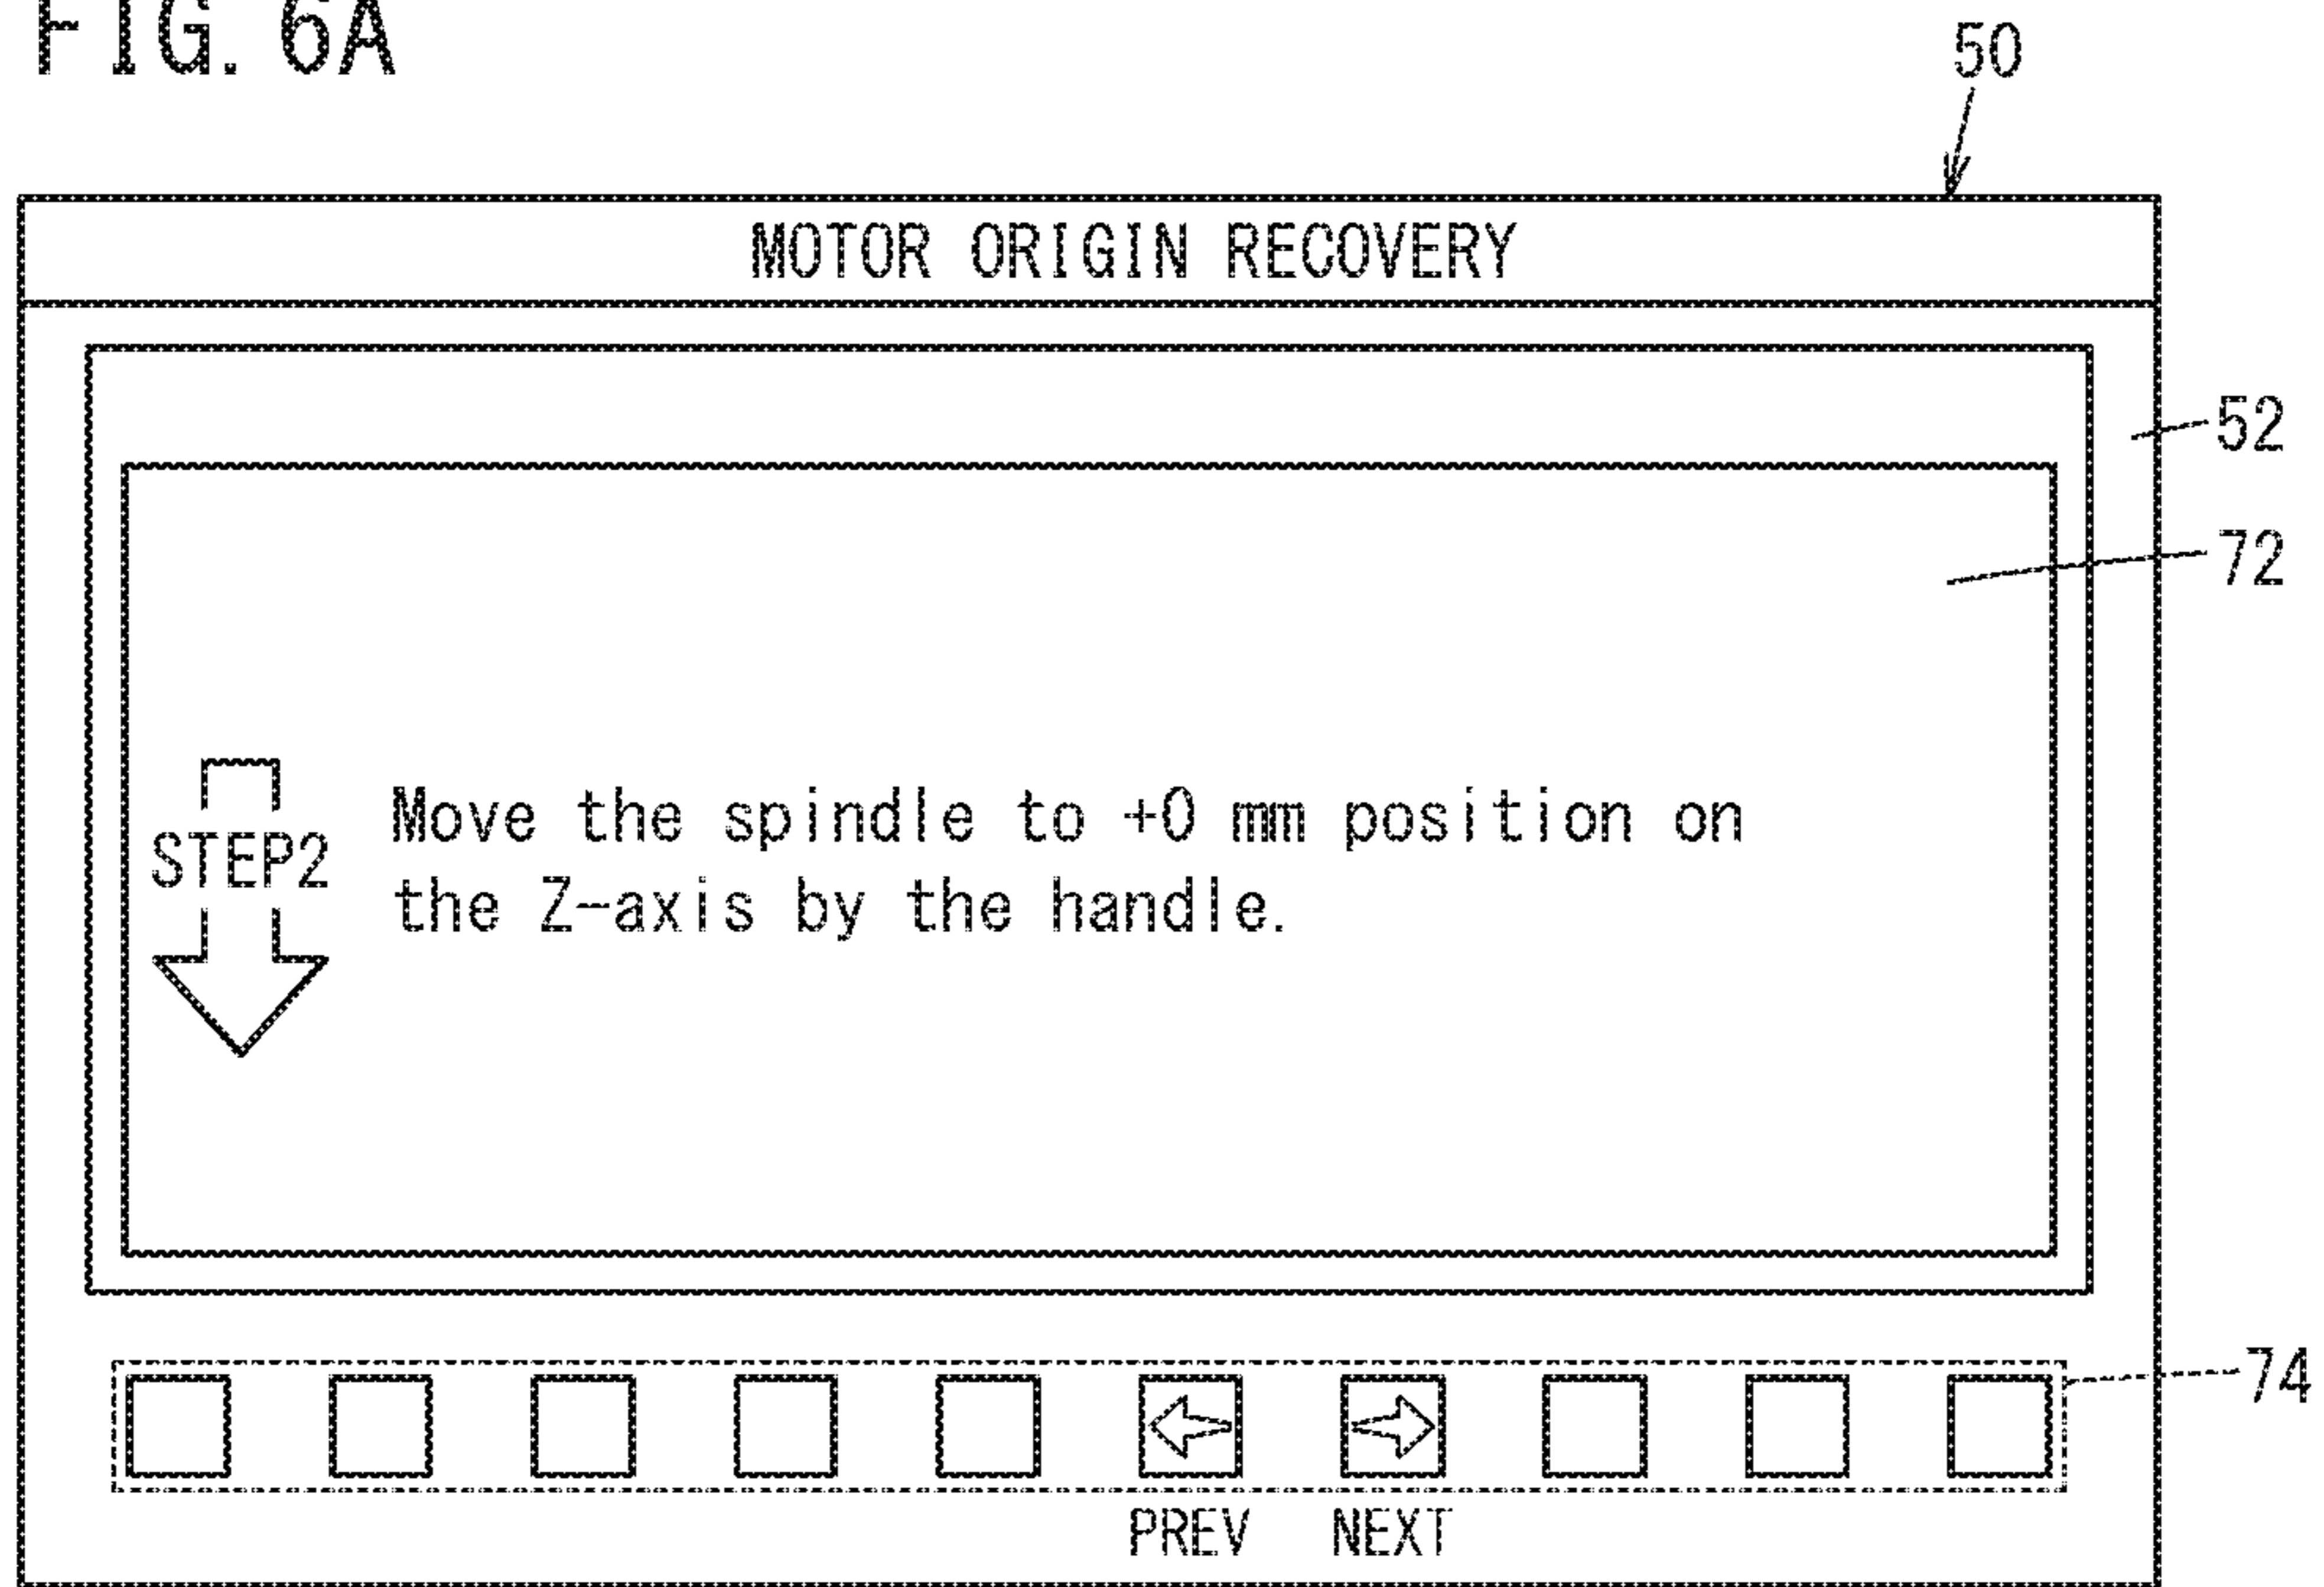 FIG. 6A
50
MOTOR ORIGIN RECOVERY
52
72
STEP2
Move the spindle to +0 mm position on
the Z-axis by the handle.
74
PREV NEXT